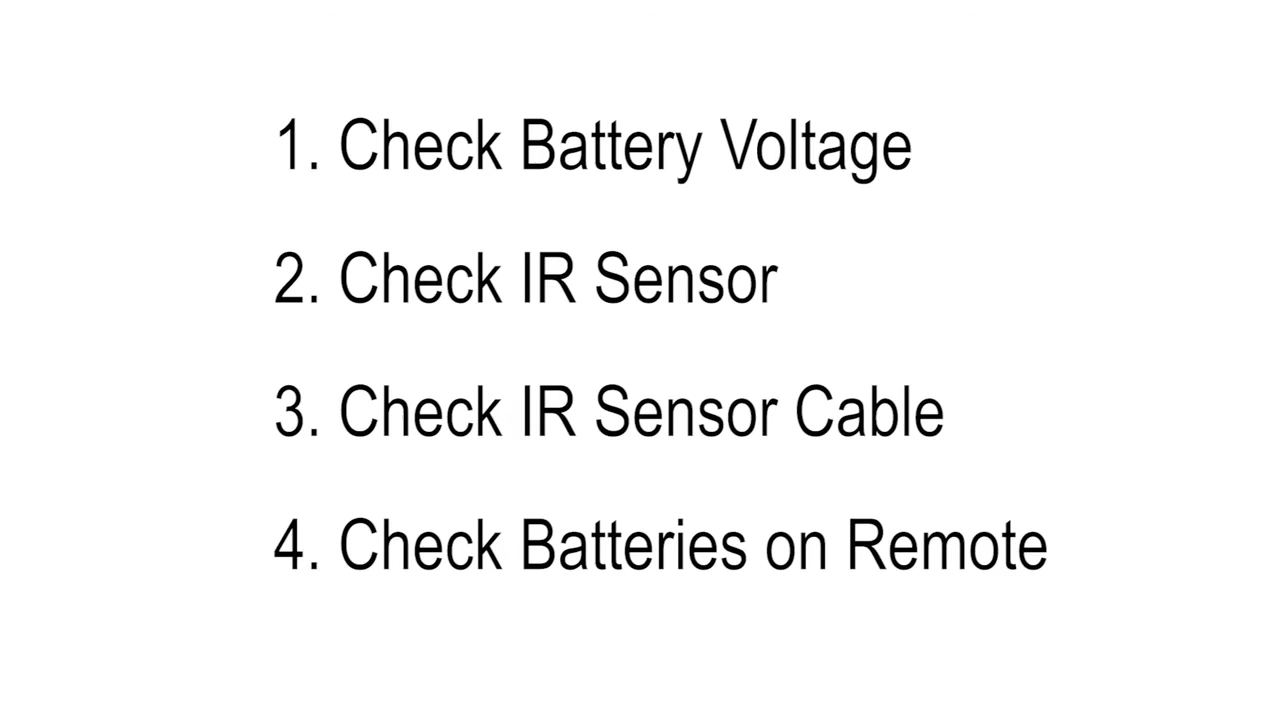 1. Check Battery Voltage
2. Check IR Sensor
3. Check IR Sensor Cable
4. Check Batteries on Remote